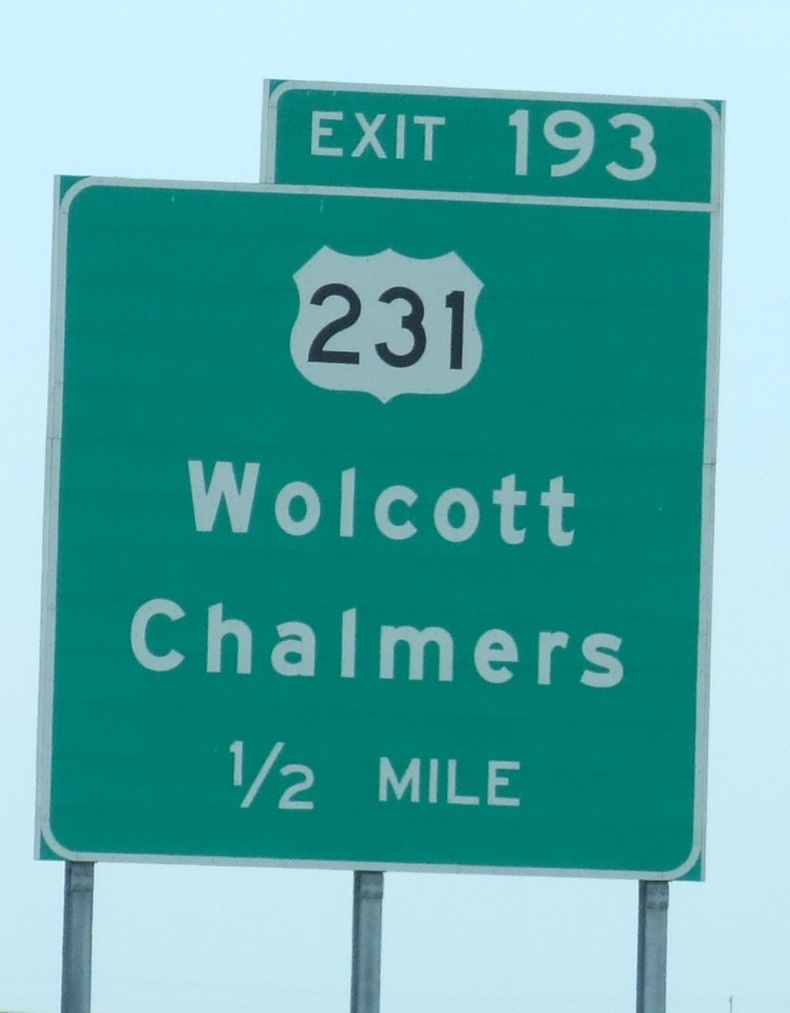 EXIT 193
231
Wolcott
Chalmers
1/2 MILE